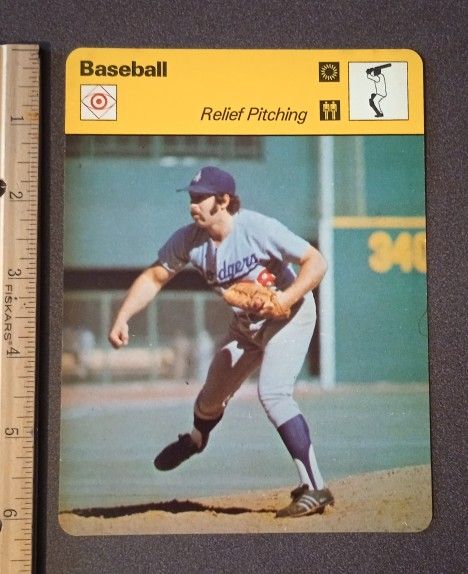 Baseball
Relief Pitching
340
Dodgers
1
2
3
FISKARS
4
5
6